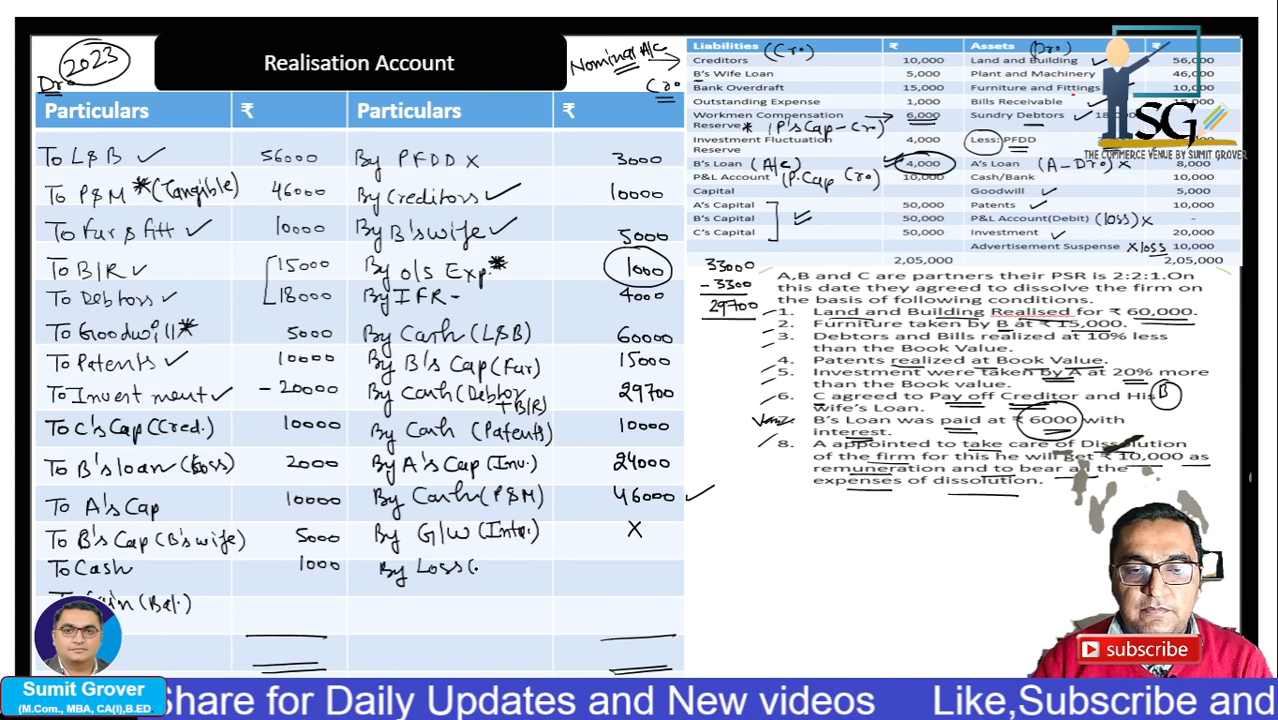 Realisation Account
2023
Dr.
Nominal A/c
Cr.
Particulars ₹ Particulars ₹
To L&B ✓ 56000 By PFDD X 3000
To P&M *(Tangible) 46000 By Creditors ✓ 10000
To Fur & fitt ✓ 10000 By B's wife ✓ 5000
To B/R ✓ 15000 By O/s Exp. * 1000
To Debtors ✓ 18000 By IFR - 4000
To Goodwill * 5000 By Cash (L&B) 60000
To Patents ✓ 10000 By B's Cap (Fur) 15000
To Investment ✓ - 20000 By Cash (Debtor + B/R) 29700
To C's Cap (Cred.) 10000 By Cash (Patents) 10000
To B's loan (Loss) 2000 By A's Cap (Inv.) 24000
To A's Cap 10000 By Cash (P&M) 46000 ✓
To B's Cap (B's wife) 5000 By G/W (Inta.) X
To Cash 1000 By Loss (
(Bal.)
Liabilities (Cr.) ₹ Assets (Dr.) ₹
Creditors 10,000 Land and Building ✓ 56,000
B's Wife Loan 5,000 Plant and Machinery 46,000
Bank Overdraft 15,000 Furniture and Fittings 10,000
Outstanding Expense 1,000 Bills Receivable ✓ 15,000
Workmen Compensation Reserve * (P's Cap - Cr) 6,000 Sundry Debtors ✓
Investment Fluctuation Reserve 4,000 Less: PFDD
B's Loan (A/c) 4,000 A's Loan (A - Dr.) X 8,000
P&L Account (P. Cap Cr.) 10,000 Cash/Bank 10,000
Capital Goodwill ✓ 5,000
Patents ✓ 10,000
A's Capital 50,000 P&L Account(Debit) (loss) X -
B's Capital 50,000 Investment ✓ 20,000
C's Capital 50,000 Advertisement Suspense X loss 10,000
2,05,000 2,05,000
33000
- 3300
29700
A,B and C are partners their PSR is 2:2:1.On
this date they agreed to dissolve the firm on
the basis of following conditions.
1. Land and Building Realised for ₹ 60,000.
2. Furniture taken by B at ₹ 15,000.
3. Debtors and Bills realized at 10% less
than the Book Value.
4. Patents realized at Book Value.
5. Investment were taken by A at 20% more
than the Book value.
6. C agreed to Pay off Creditor and His B
wife's Loan.
7. B's Loan was paid at ₹ 6000 with
interest.
8. A appointed to take care of Dissolution
of the firm for this he will get ₹ 10,000 as
remuneration and to bear all the
expenses of dissolution.
SG
THE COMMERCE VENUE BY SUMIT GROVER
subscribe
Sumit Grover
(M.Com., MBA, CA(I),B.ED
Share for Daily Updates and New videos Like,Subscribe and